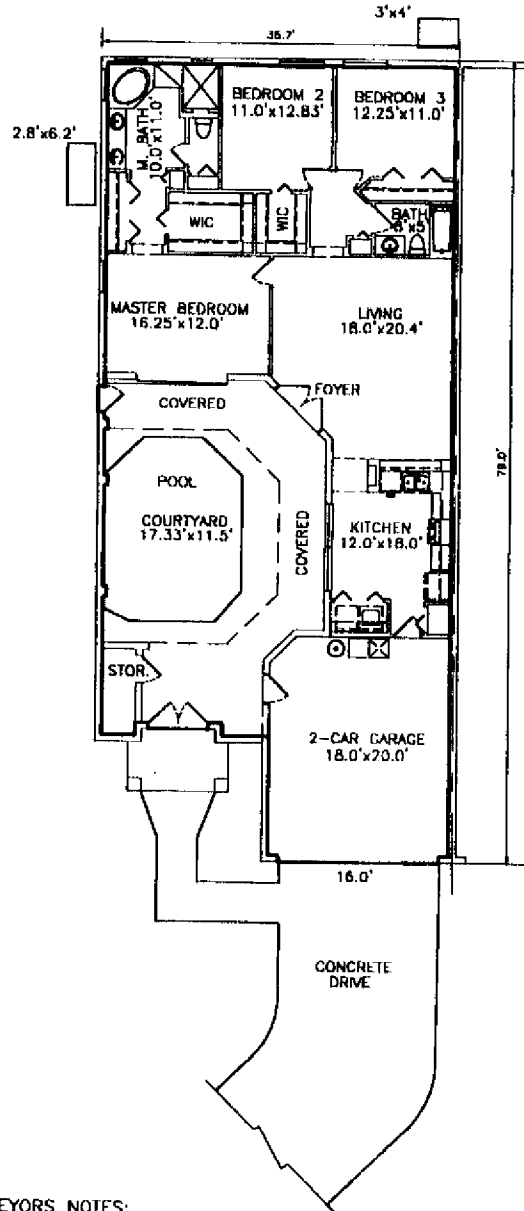 3'x4'
36.7'
BEDROOM 2
11.0'x12.83'
BEDROOM 3
12.25'x11.0'
M. BATH
10.0'x11.0'
2.8'x6.2'
WIC
WIC
BATH
MASTER BEDROOM
16.25'x12.0'
LIVING
18.0'x20.4'
FOYER
COVERED
79.0'
POOL
COURTYARD
17.33'x11.5'
COVERED
KITCHEN
12.0'x18.0'
STOR.
2-CAR GARAGE
18.0'x20.0'
16.0'
CONCRETE
DRIVE
EYORS NOTES: